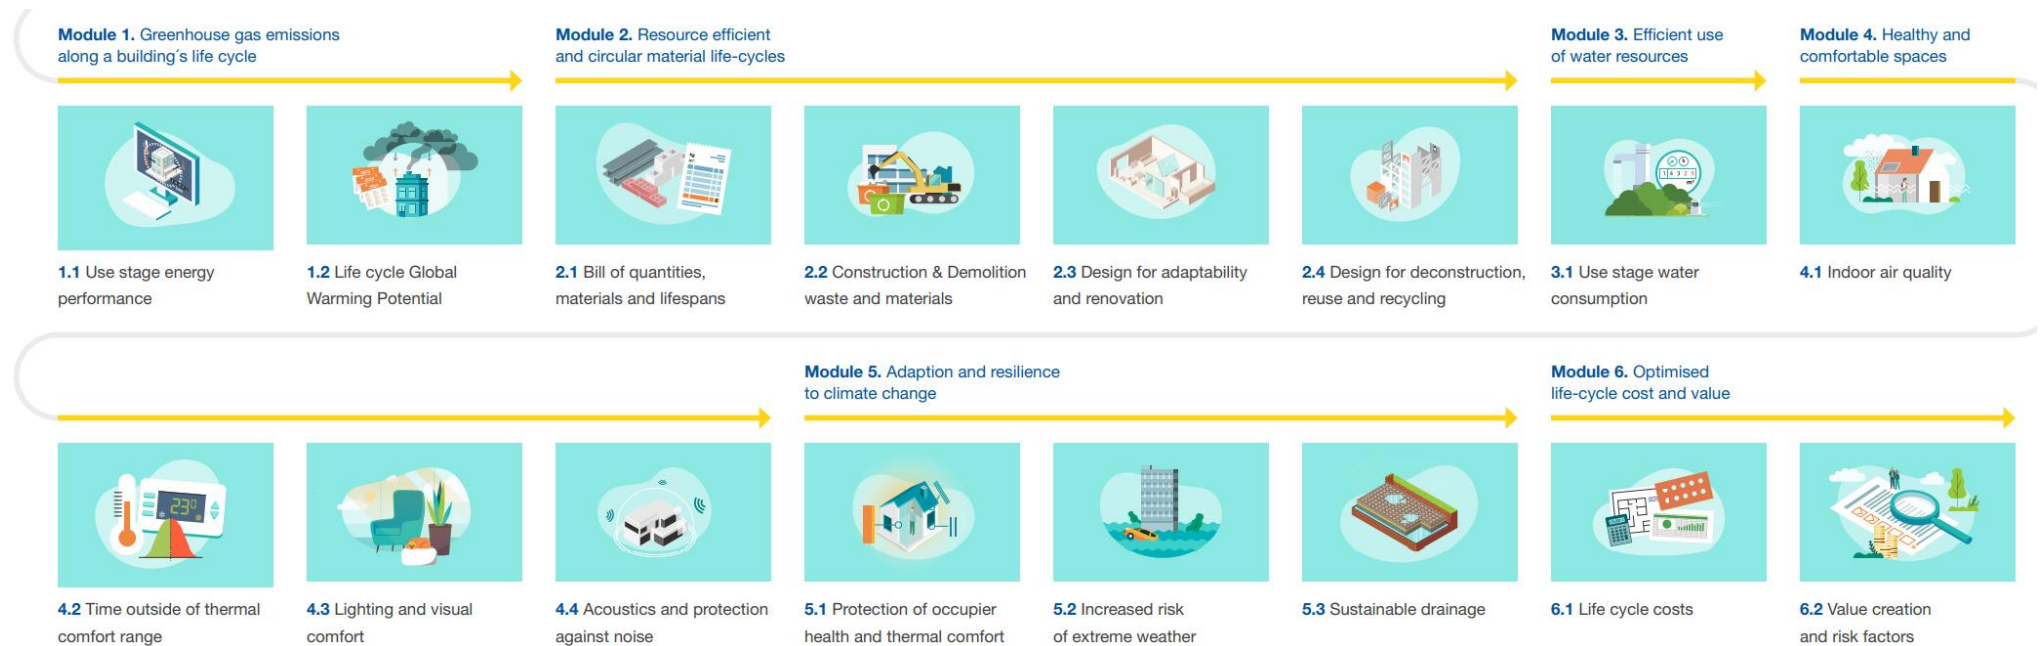 Module 1. Greenhouse gas emissions
along a building´s life cycle
Module 2. Resource efficient
and circular material life-cycles
Module 3. Efficient use
of water resources
Module 4. Healthy and
comfortable spaces
1.1 Use stage energy
performance
1.2 Life cycle Global
Warming Potential
2.1 Bill of quantities,
materials and lifespans
2.2 Construction & Demolition
waste and materials
2.3 Design for adaptability
and renovation
2.4 Design for deconstruction,
reuse and recycling
3.1 Use stage water
consumption
4.1 Indoor air quality
Module 5. Adaption and resilience
to climate change
Module 6. Optimised
life-cycle cost and value
23°
4.2 Time outside of thermal
comfort range
4.3 Lighting and visual
comfort
4.4 Acoustics and protection
against noise
5.1 Protection of occupier
health and thermal comfort
5.2 Increased risk
of extreme weather
5.3 Sustainable drainage
6.1 Life cycle costs
6.2 Value creation
and risk factors